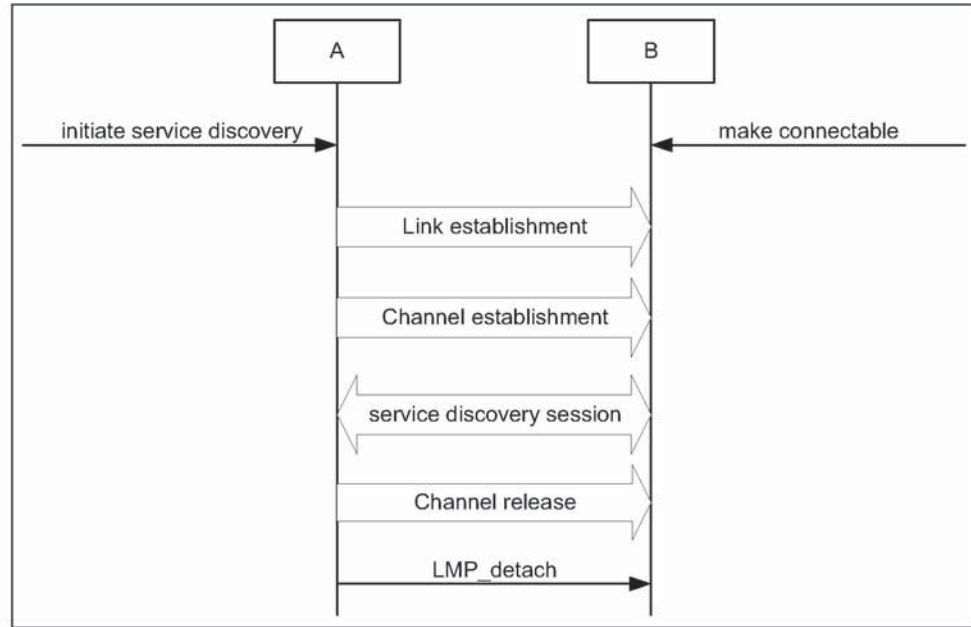 A
B
initiate service discovery
make connectable
Link establishment
Channel establishment
service discovery session
Channel release
LMP_detach